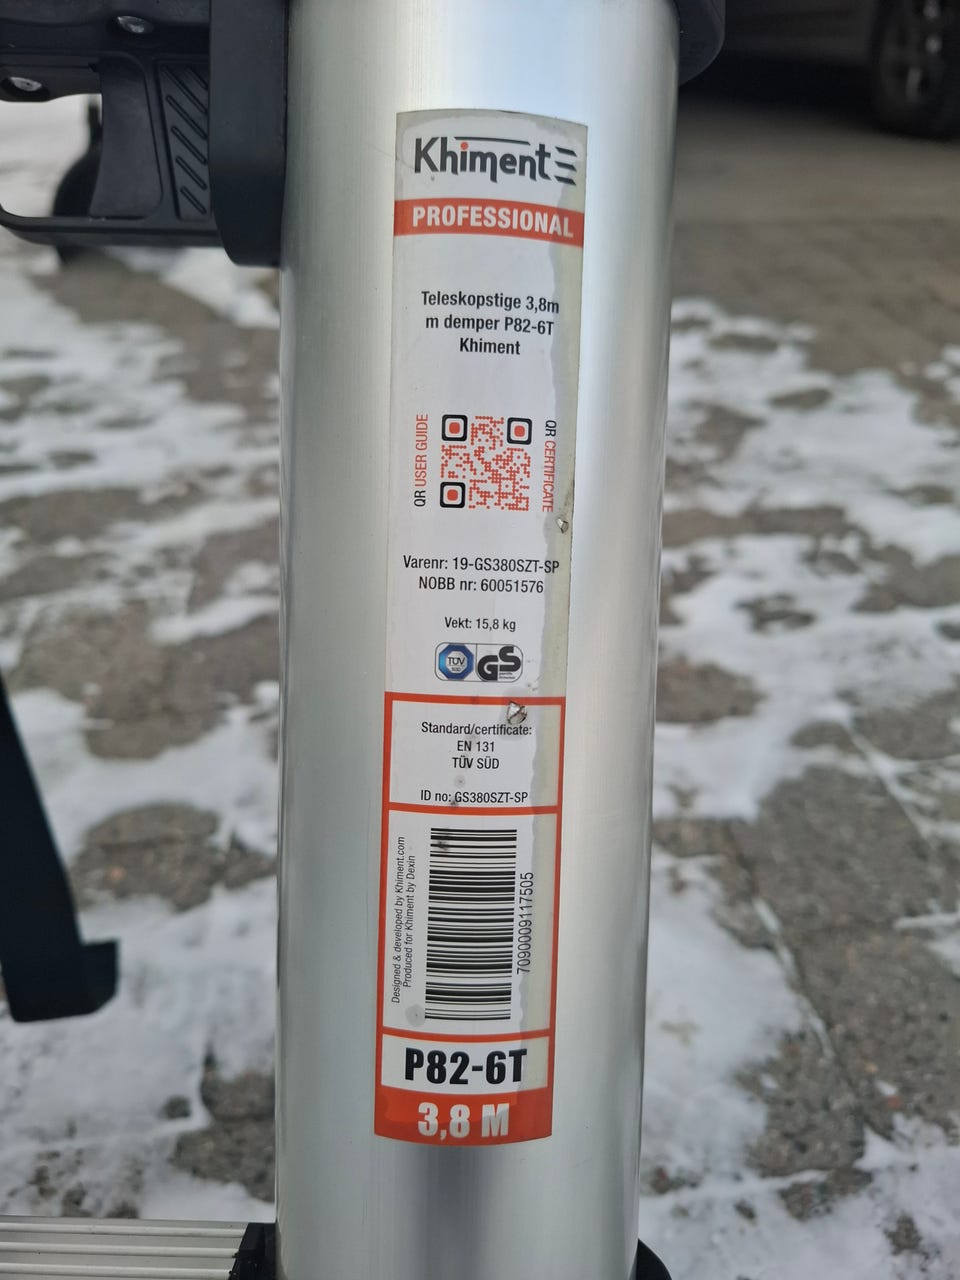 Khiment
PROFESSIONAL
Teleskopstige 3,8m
m demper P82-6T
Khiment
QR USER GUIDE
QR CERTIFICATE
Varenr: 19-GS380SZT-SP
NOBB nr: 60051576
Vekt: 15,8 kg
TÜV
SÜD
GS
Standard/certificate:
EN 131
TÜV SÜD
ID no: GS380SZT-SP
Designed & developed by Khiment.com
Produced for Khiment by Dexin
7090009117505
P82-6T
3,8 M